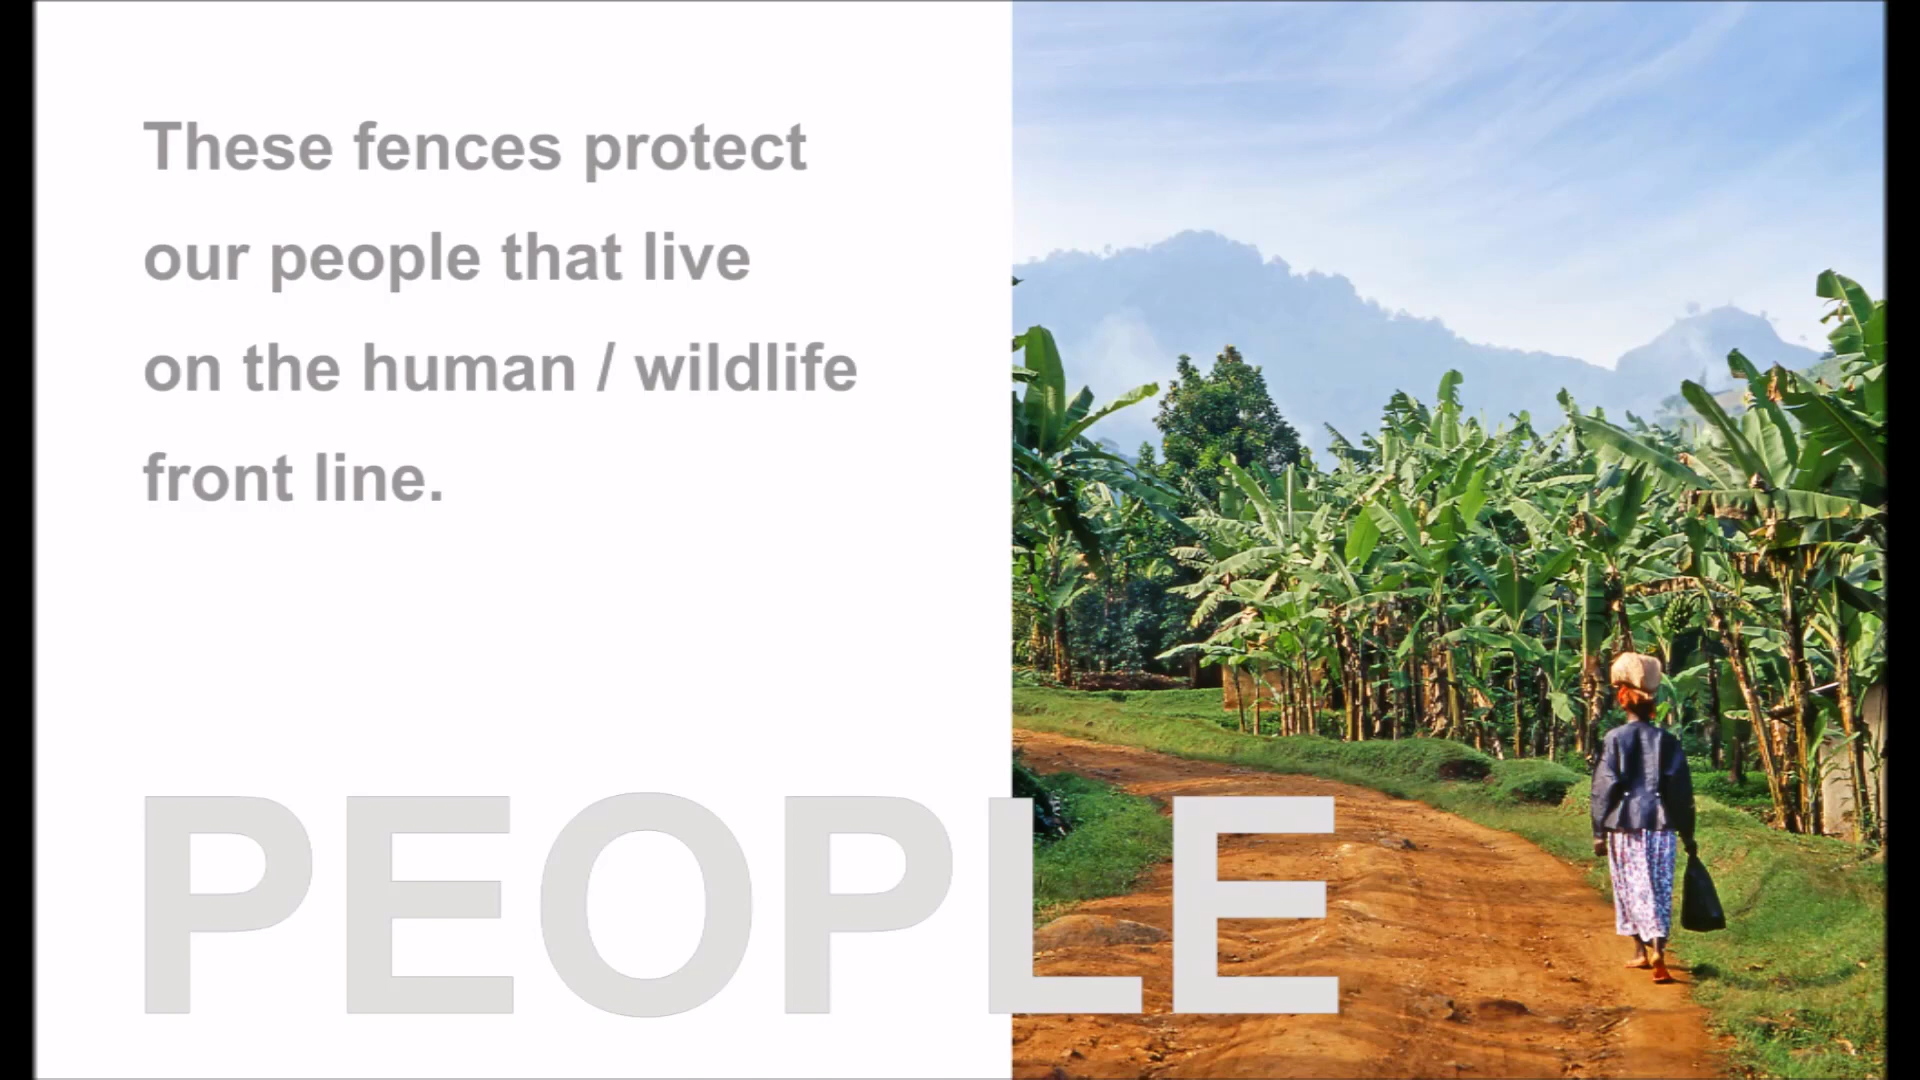 These fences protect
our people that live
on the human / wildlife
front line.
PEOPLE